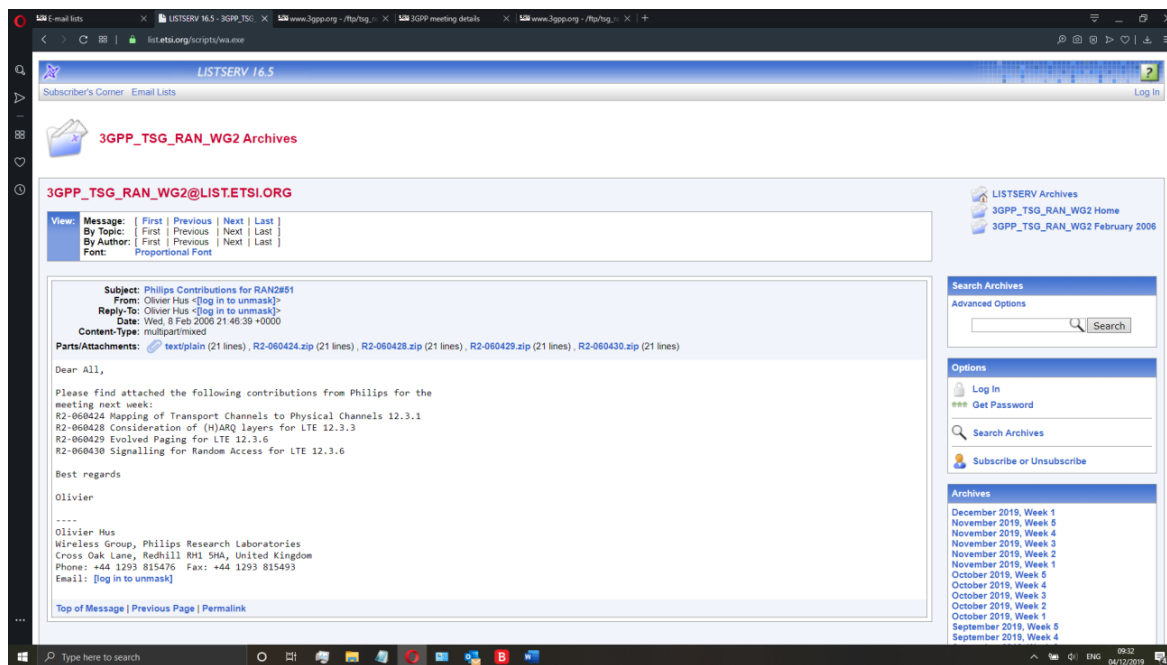 E-mail lists
LISTSERV 16.5 - 3GPP_TSG_
www.3gpp.org - /ftp/tsg_r
3GPP meeting details
www.3gpp.org - /ftp/tsg_r
list.etsi.org/scripts/wa.exe
LISTSERV 16.5
Subscriber's Corner Email Lists
Log In
3GPP_TSG_RAN_WG2 Archives
3GPP_TSG_RAN_WG2@LIST.ETSI.ORG
View: Message: [ First | Previous | Next | Last ]
By Topic: [ First | Previous | Next | Last ]
By Author: [ First | Previous | Next | Last ]
Font: Proportional Font
LISTSERV Archives
3GPP_TSG_RAN_WG2 Home
3GPP_TSG_RAN_WG2 February 2006
Subject: Philips Contributions for RAN2#51
From: Olivier Hus <[log in to unmask]>
Reply-To: Olivier Hus <[log in to unmask]>
Date: Wed, 8 Feb 2006 21:46:39 +0000
Content-Type: multipart/mixed
Parts/Attachments: text/plain (21 lines) , R2-060424.zip (21 lines) , R2-060428.zip (21 lines) , R2-060429.zip (21 lines) , R2-060430.zip (21 lines)
Dear All,
Please find attached the following contributions from Philips for the
meeting next week:
R2-060424 Mapping of Transport Channels to Physical Channels 12.3.1
R2-060428 Consideration of (H)ARQ layers for LTE 12.3.3
R2-060429 Evolved Paging for LTE 12.3.6
R2-060430 Signalling for Random Access for LTE 12.3.6
Best regards
Olivier
----
Olivier Hus
Wireless Group, Philips Research Laboratories
Cross Oak Lane, Redhill RH1 5HA, United Kingdom
Phone: +44 1293 815476 Fax: +44 1293 815493
Email: [log in to unmask]
Top of Message | Previous Page | Permalink
Search Archives
Advanced Options
Search
Options
Log In
Get Password
Search Archives
Subscribe or Unsubscribe
Archives
December 2019, Week 1
November 2019, Week 5
November 2019, Week 4
November 2019, Week 3
November 2019, Week 2
November 2019, Week 1
October 2019, Week 5
October 2019, Week 4
October 2019, Week 3
October 2019, Week 2
October 2019, Week 1
September 2019, Week 5
September 2019, Week 4
Type here to search
ENG
09:32
04/12/2019